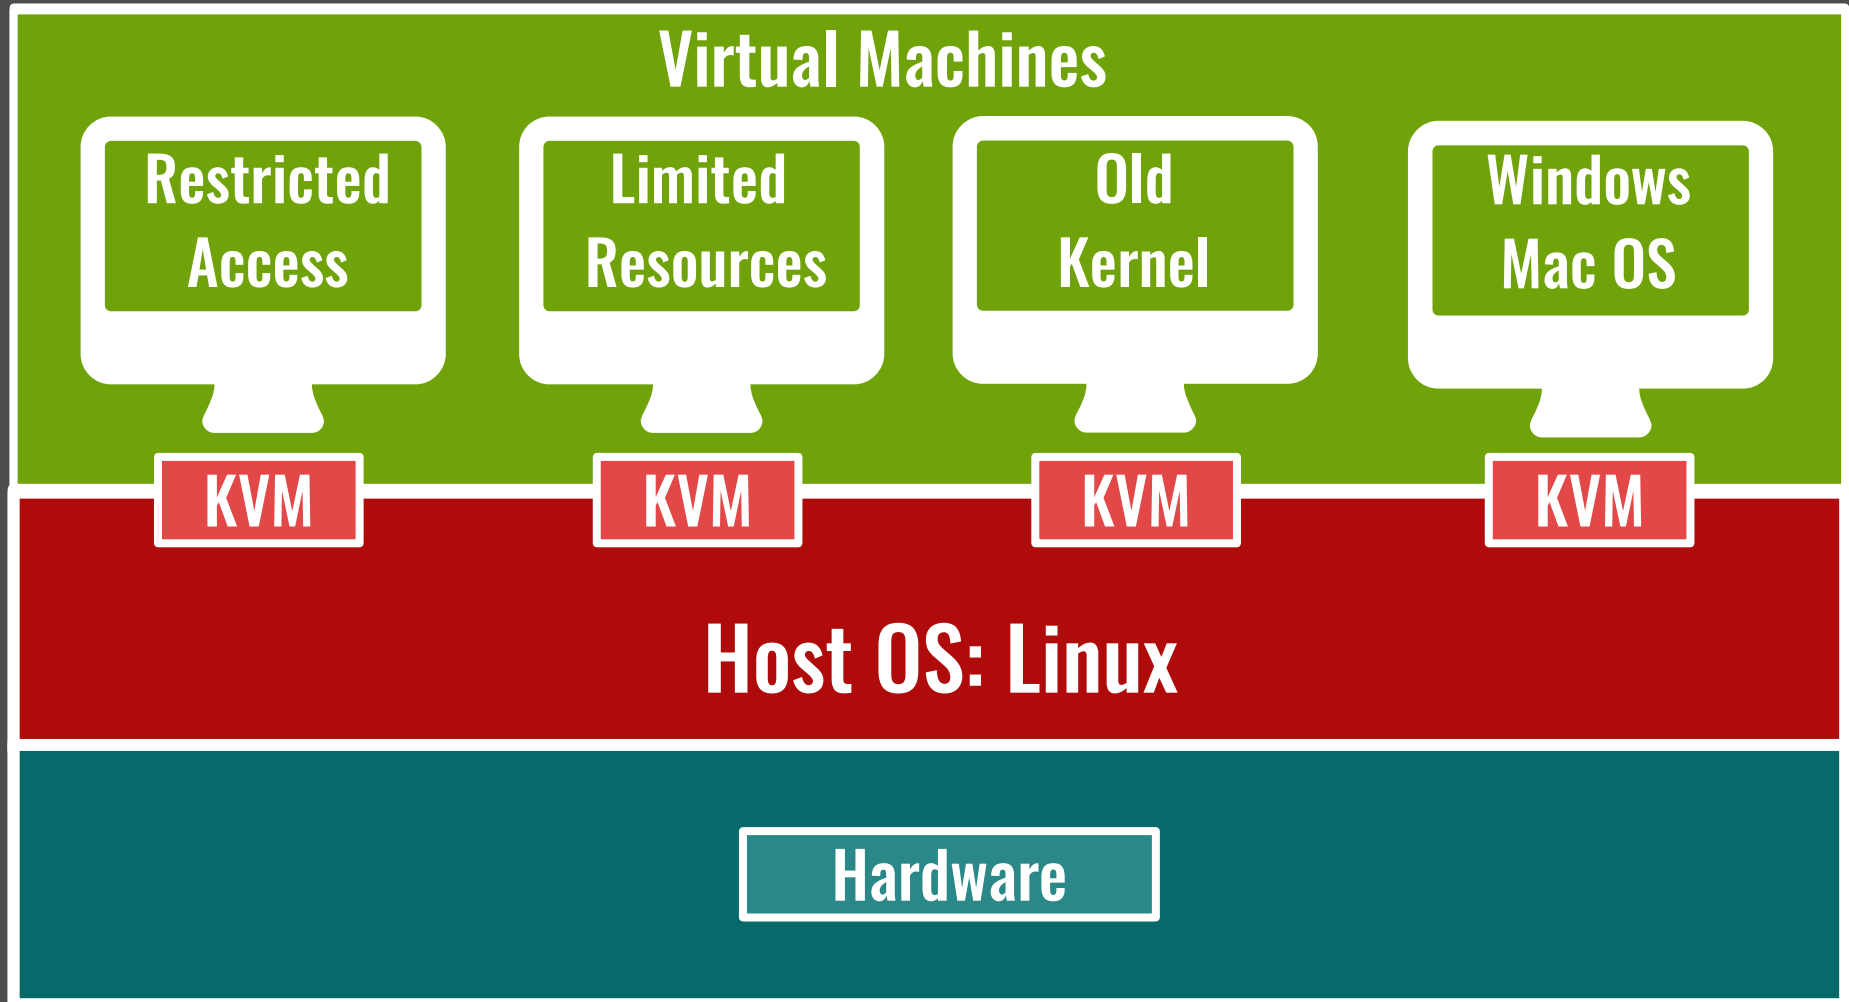 Virtual Machines
Restricted
Access
Limited
Resources
Old
Kernel
Windows
Mac OS
KVM
KVM
KVM
KVM
Host OS: Linux
Hardware